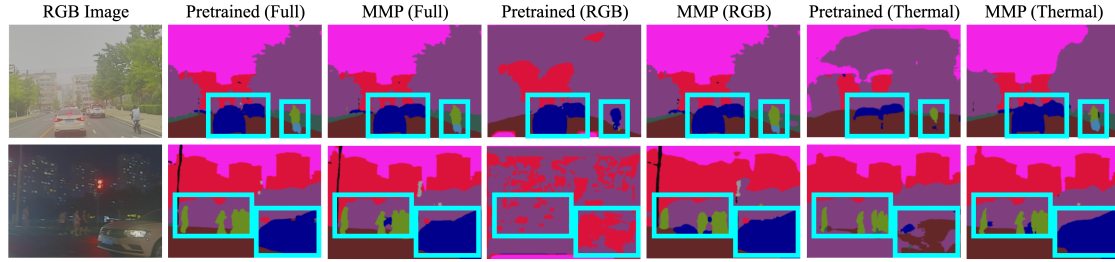 RGB Image Pretrained (Full) MMP (Full) Pretrained (RGB) MMP (RGB) Pretrained (Thermal) MMP (Thermal)